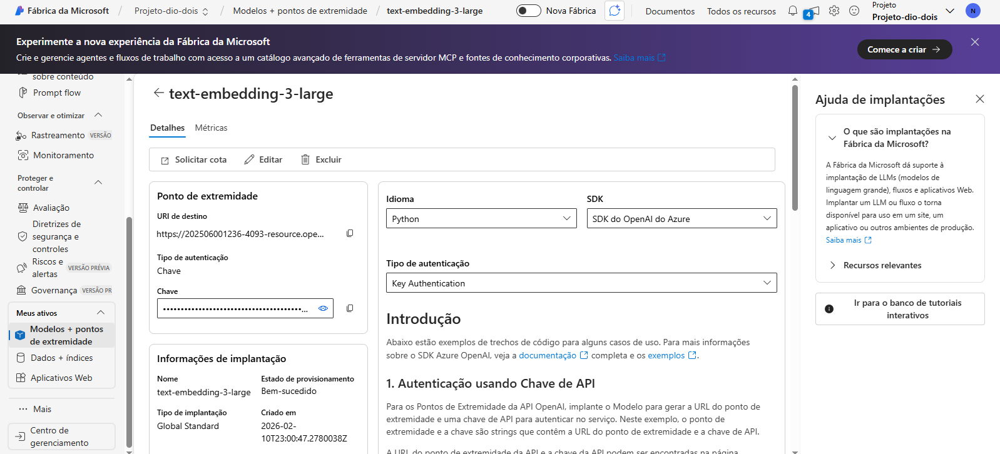 Fábrica da Microsoft / Projeto-dio-dois / Modelos + pontos de extremidade / text-embedding-3-large
Nova Fábrica
Documentos
Todos os recursos
4
Projeto
Projeto-dio-dois
N
Experimente a nova experiência da Fábrica da Microsoft
Crie e gerencie agentes e fluxos de trabalho com acesso a um catálogo avançado de ferramentas de servidor MCP e fontes de conhecimento corporativas. Saiba mais
Comece a criar
sobre conteúdo
Prompt flow
Observar e otimizar
Rastreamento VERSÃO
Monitoramento
Proteger e
controlar
Avaliação
Diretrizes de
segurança e
controles
Riscos e
alertas VERSÃO PRÉVIA
Governança VERSÃO PR
Meus ativos
Modelos + pontos
de extremidade
Dados + índices
Aplicativos Web
Mais
Centro de
gerenciamento
text-embedding-3-large
Detalhes Métricas
Solicitar cota Editar Excluir
Ponto de extremidade
URI de destino
https://202506001236-4093-resource.ope...
Tipo de autenticação
Chave
Chave
••••••••••••••••••••••••••••••••••••••••...
Informações de implantação
Nome
text-embedding-3-large
Estado de provisionamento
Bem-sucedido
Tipo de implantação
Global Standard
Criado em
2026-02-
10T23:00:47.2780038Z
Idioma
Python
SDK
SDK do OpenAI do Azure
Tipo de autenticação
Key Authentication
Introdução
Abaixo estão exemplos de trechos de código para alguns casos de uso. Para mais informações
sobre o SDK Azure OpenAI, veja a documentação completa e os exemplos.
1. Autenticação usando Chave de API
Para os Pontos de Extremidade da API OpenAI, implante o Modelo para gerar a URL do ponto de
extremidade e uma chave de API para autenticar no serviço. Neste exemplo, o ponto de
extremidade e a chave são strings que contêm a URL do ponto de extremidade e a chave de API.
A URL do ponto de extremidade da API e a chave da API podem ser encontradas na página
Ajuda de implantações
O que são implantações na
Fábrica da Microsoft?
A Fábrica da Microsoft dá suporte à
implantação de LLMs (modelos de
linguagem grande), fluxos e aplicativos Web.
Implantar um LLM ou fluxo o torna
disponível para uso em um site, um
aplicativo ou outros ambientes de produção.
Saiba mais
Recursos relevantes
Ir para o banco de tutoriais
interativos